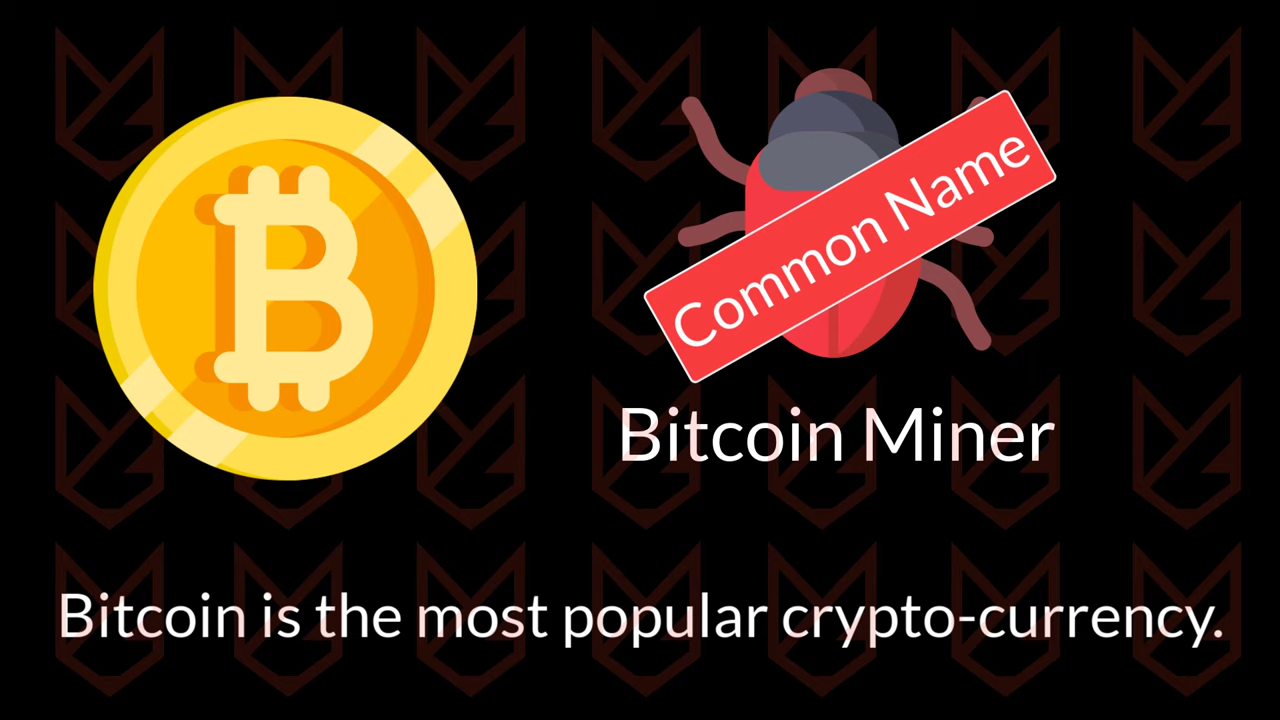 Common Name
Bitcoin Miner
Bitcoin is the most popular crypto-currency.